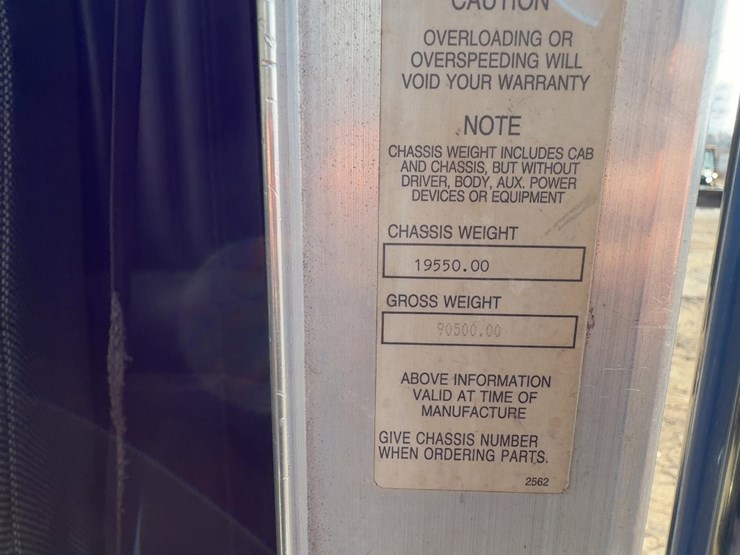 CAUTION
OVERLOADING OR
OVERSPEEDING WILL
VOID YOUR WARRANTY
NOTE
CHASSIS WEIGHT INCLUDES CAB
AND CHASSIS, BUT WITHOUT
DRIVER, BODY, AUX. POWER
DEVICES OR EQUIPMENT
CHASSIS WEIGHT
19550.00
GROSS WEIGHT
90500.00
ABOVE INFORMATION
VALID AT TIME OF
MANUFACTURE
GIVE CHASSIS NUMBER
WHEN ORDERING PARTS.
2562